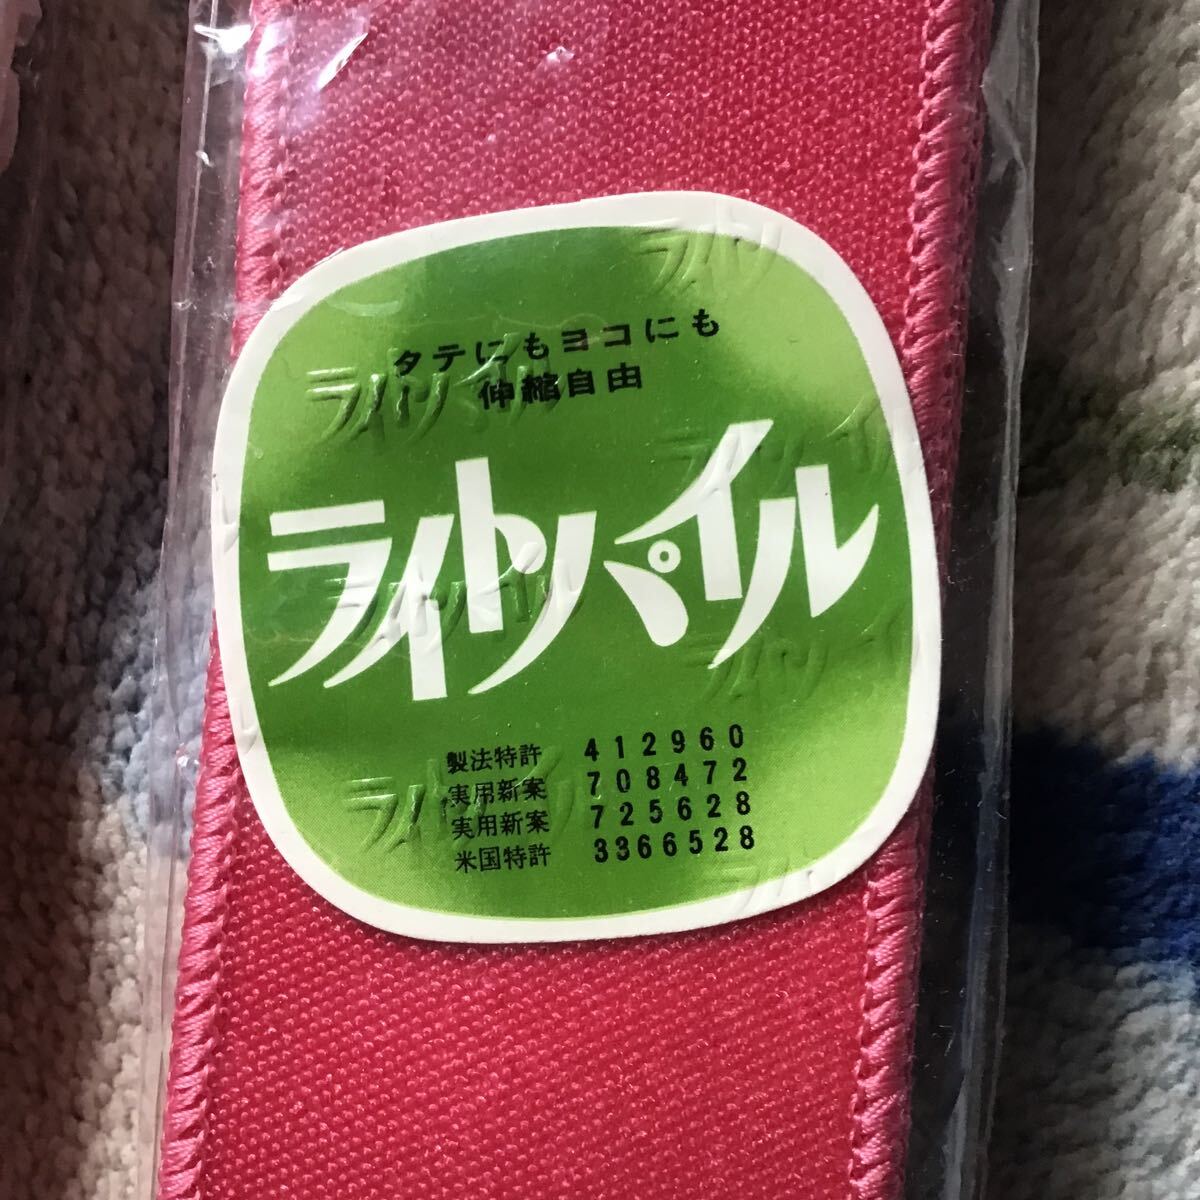 タテにもヨコにも
伸縮自由
ライトパイル
製法特許 412960
実用新案 708472
実用新案 725628
米国特許 3366528